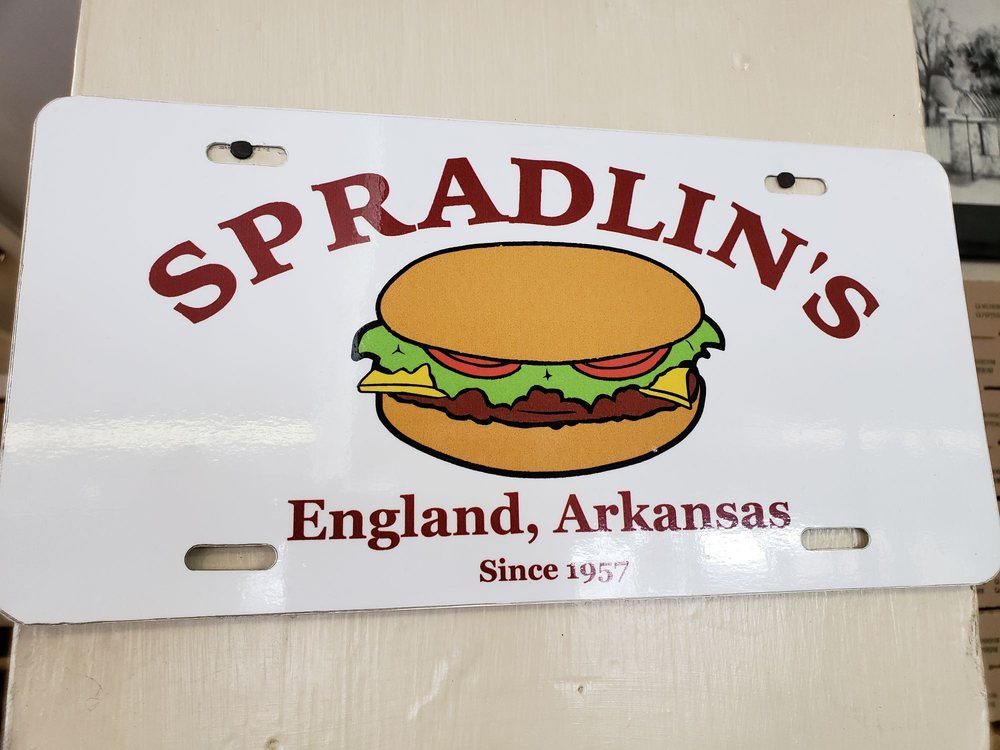 SPRADLIN'S
England, Arkansas
Since 1957